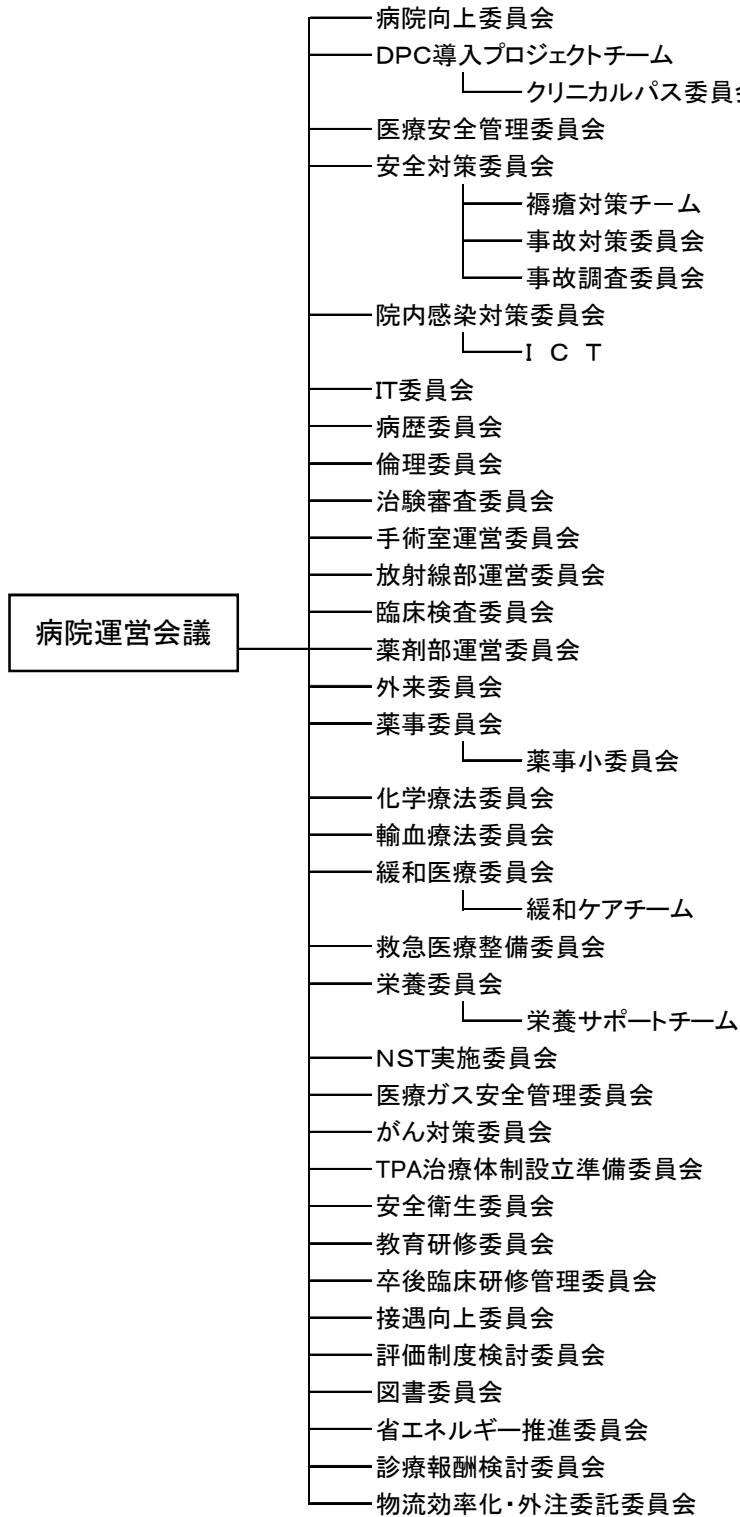 病院向上委員会
DPC導入プロジェクトチーム
クリニカルパス委員会
医療安全管理委員会
安全対策委員会
褥瘡対策チーム
事故対策委員会
事故調査委員会
院内感染対策委員会
I C T
IT委員会
病歴委員会
倫理委員会
治験審査委員会
手術室運営委員会
放射線部運営委員会
臨床検査委員会
病院運営会議
薬剤部運営委員会
外来委員会
薬事委員会
薬事小委員会
化学療法委員会
輸血療法委員会
緩和医療委員会
緩和ケアチーム
救急医療整備委員会
栄養委員会
栄養サポートチーム
NST実施委員会
医療ガス安全管理委員会
がん対策委員会
TPA治療体制設立準備委員会
安全衛生委員会
教育研修委員会
卒後臨床研修管理委員会
接遇向上委員会
評価制度検討委員会
図書委員会
省エネルギー推進委員会
診療報酬検討委員会
物流効率化・外注委託委員会